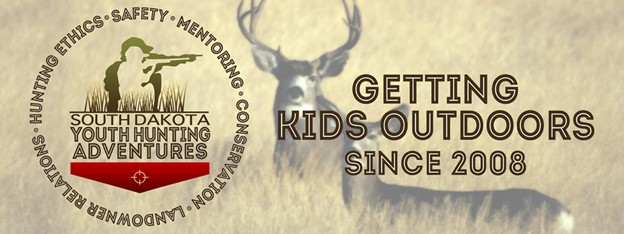 HUNTING ETHICS · SAFETY · MENTORING · CONSERVATION · LANDOWNER RELATIONS ·
SOUTH DAKOTA
YOUTH HUNTING
ADVENTURES
GETTING
KIDS OUTDOORS
SINCE 2008